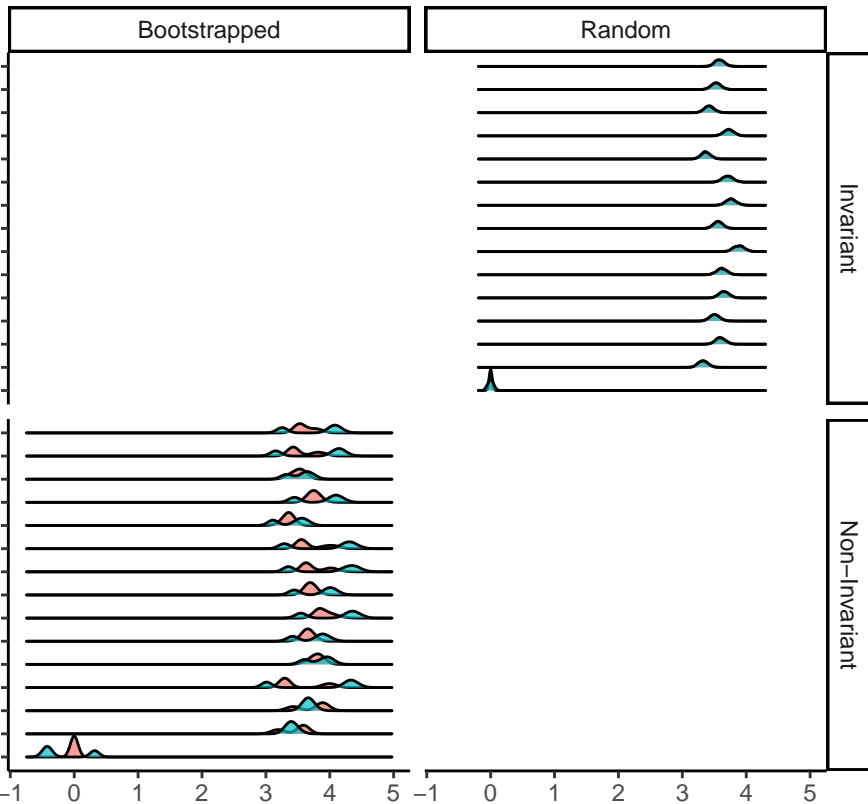 Bootstrapped
Random
Invariant
Non−Invariant
−1 0 1 2 3 4 5
−1 0 1 2 3 4 5